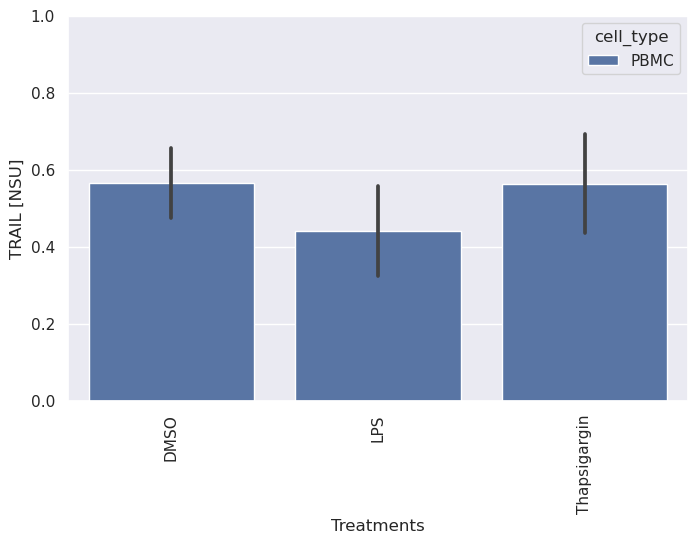 1.0
0.8
0.6
0.4
0.2
0.0
TRAIL [NSU]
cell_type
PBMC
DMSO
LPS
Thapsigargin
Treatments